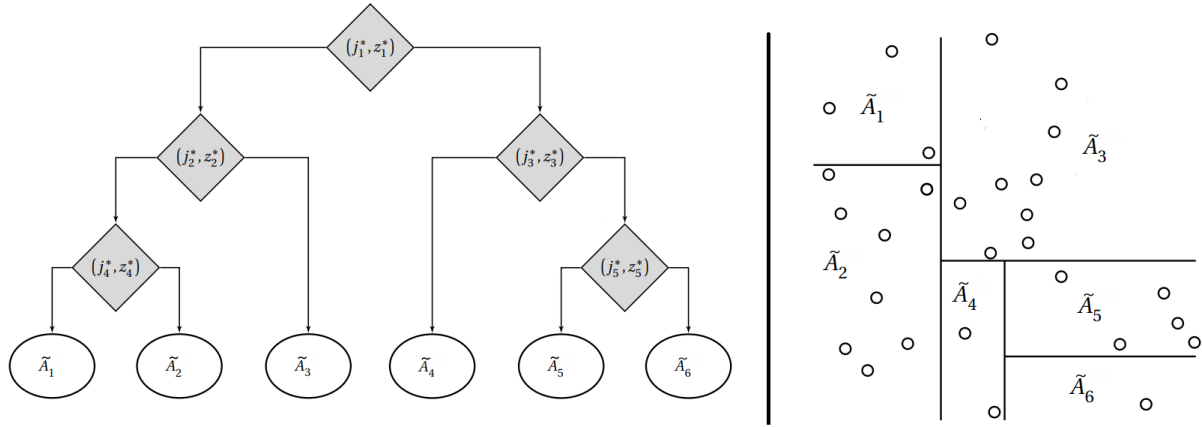 (j₁*, z₁*)
(j₂*, z₂*)
(j₃*, z₃*)
(j₄*, z₄*)
(j₅*, z₅*)
Ã₁
Ã₂
Ã₃
Ã₄
Ã₅
Ã₆
Ã₁
Ã₃
Ã₂
Ã₄
Ã₅
Ã₆